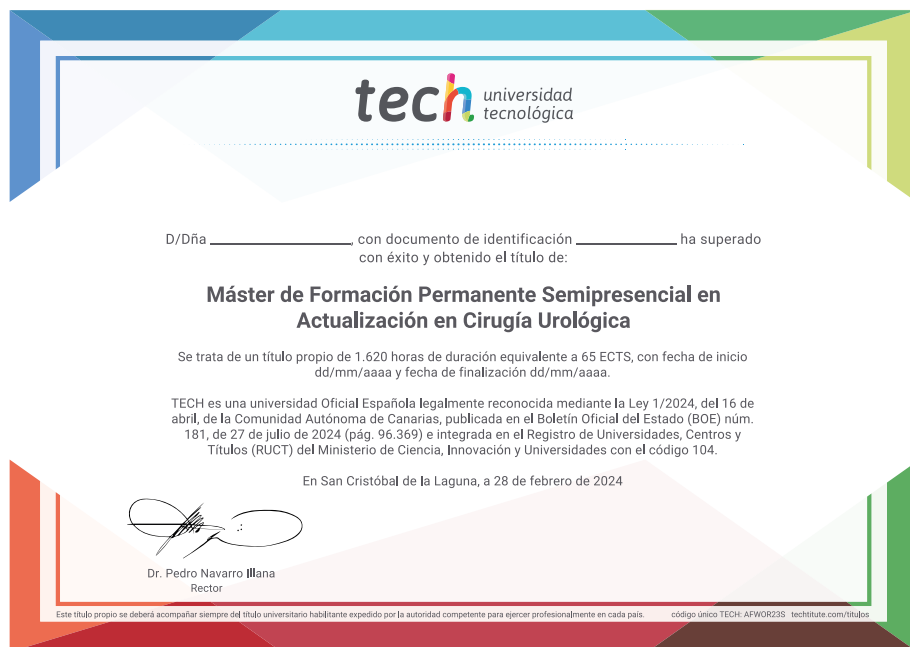 tech universidad
tecnológica
D/Dña ____________________, con documento de identificación ______________ ha superado
con éxito y obtenido el título de:
Máster de Formación Permanente Semipresencial en
Actualización en Cirugía Urológica
Se trata de un título propio de 1.620 horas de duración equivalente a 65 ECTS, con fecha de inicio
dd/mm/aaaa y fecha de finalización dd/mm/aaaa.
TECH es una universidad Oficial Española legalmente reconocida mediante la Ley 1/2024, del 16 de
abril, de la Comunidad Autónoma de Canarias, publicada en el Boletín Oficial del Estado (BOE) núm.
181, de 27 de julio de 2024 (pág. 96.369) e integrada en el Registro de Universidades, Centros y
Títulos (RUCT) del Ministerio de Ciencia, Innovación y Universidades con el código 104.
En San Cristóbal de la Laguna, a 28 de febrero de 2024
Dr. Pedro Navarro Illana
Rector
Este título propio se deberá acompañar siempre del título universitario habilitante expedido por la autoridad competente para ejercer profesionalmente en cada país. código único TECH: AFWOR23S techtitute.com/titulos